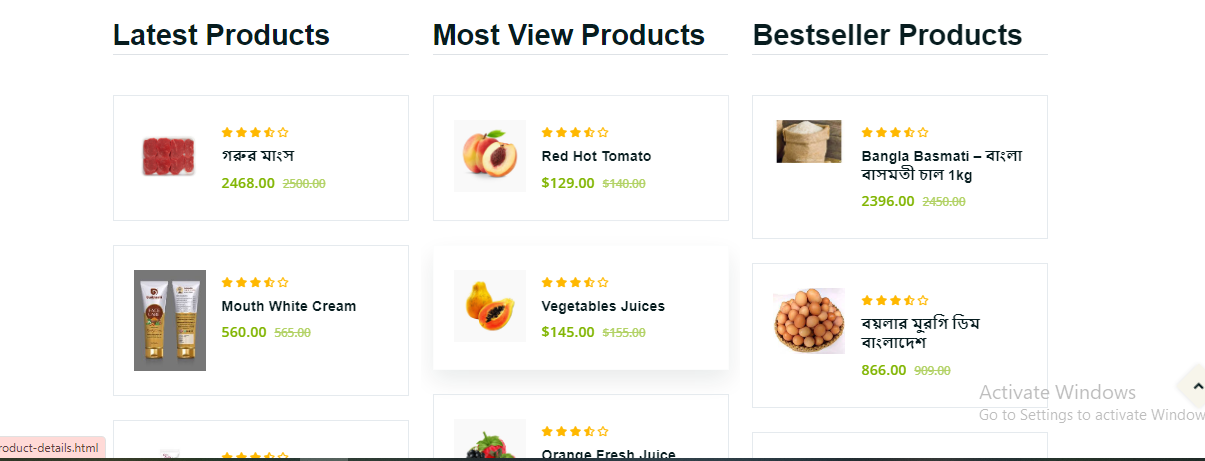 Latest Products
Most View Products
Bestseller Products
গরুর মাংস
2468.00 2500.00
Red Hot Tomato
$129.00 $140.00
Bangla Basmati – বাংলা
বাসমতী চাল 1kg
2396.00 2450.00
Mouth White Cream
560.00 565.00
Vegetables Juices
$145.00 $155.00
বয়লার মুরগি ডিম
বাংলাদেশ
866.00 909.00
Orange Fresh Juice
Activate Windows
Go to Settings to activate Window
roduct-details.html